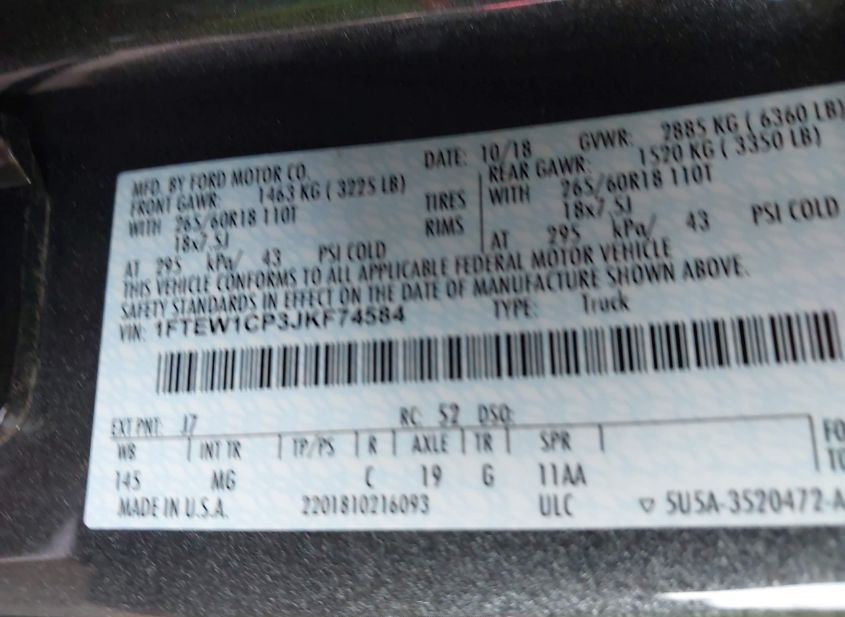 MFD. BY FORD MOTOR CO. DATE: 10/18 GVWR: 2885 KG ( 6360 LB)
FRONT GAWR: 1463 KG ( 3225 LB) REAR GAWR: 1520 KG ( 3350 LB)
WITH 265/60R18 110T TIRES WITH 265/60R18 110T
18x7.5J RIMS 18x7.5J
AT 295 kPa/ 43 PSI COLD AT 295 kPa/ 43 PSI COLD
THIS VEHICLE CONFORMS TO ALL APPLICABLE FEDERAL MOTOR VEHICLE
SAFETY STANDARDS IN EFFECT ON THE DATE OF MANUFACTURE SHOWN ABOVE.
VIN: 1FTEW1CP3JKF74584 TYPE: Truck
EXT PNT: J7 RC: 52 DSO:
WB INT TR TP/PS R AXLE TR SPR
145 MG C 19 G 11AA
MADE IN U.S.A. 2201810216093 ULC ▽ 5U5A-3520472-A
FO
TO